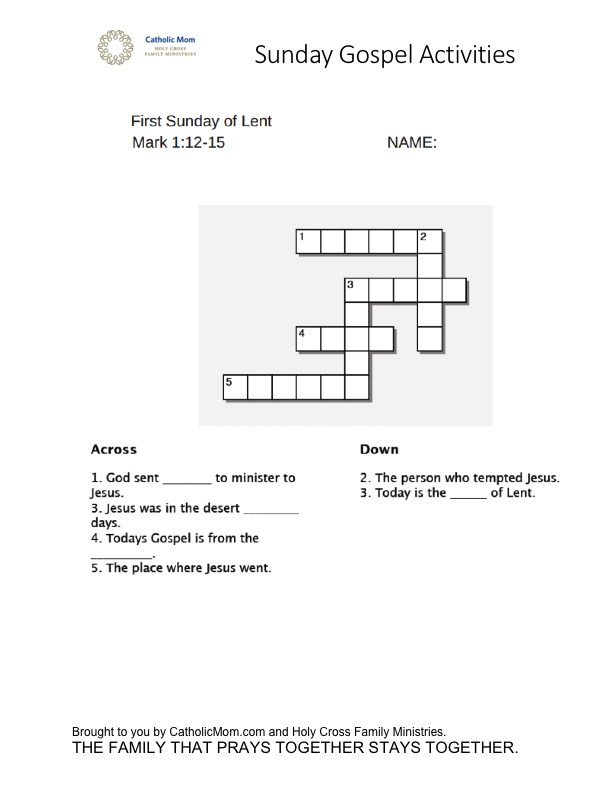 Catholic Mom
HOLY CROSS
FAMILY MINISTRIES
Sunday Gospel Activities
First Sunday of Lent
Mark 1:12-15
NAME:
1
2
3
4
5
Across
1. God sent _______ to minister to
Jesus.
3. Jesus was in the desert ________
days.
4. Todays Gospel is from the
_________.
5. The place where Jesus went.
Down
2. The person who tempted Jesus.
3. Today is the _____ of Lent.
Brought to you by CatholicMom.com and Holy Cross Family Ministries.
THE FAMILY THAT PRAYS TOGETHER STAYS TOGETHER.